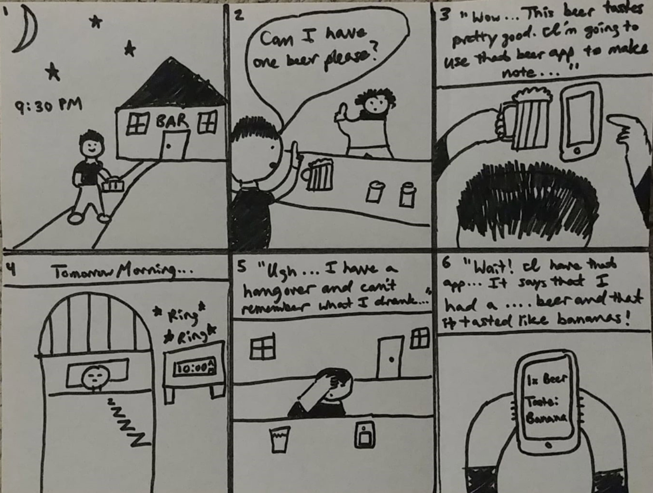 1
9:30 PM
BAR
2
Can I have
one beer please?
3 "Wow... This beer tastes
pretty good. I'm going to
use that beer app to make
note..."
4 Tomorrow Morning...
*Ring*
*Ring*
10:00
5 "Ugh... I have a
hangover and can't
remember what I drank..."
6 "Wait! I have that
app... It says that I
had a .... beer and that
it tasted like bananas!
1x Beer
Taste:
Banana
zzZZ